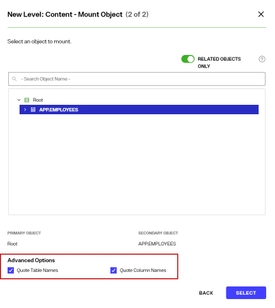 New Level: Content - Mount Object (2 of 2)
Select an object to mount.
RELATED OBJECTS
ONLY
- Search Object Name -
Root
APP.EMPLOYEES
PRIMARY OBJECT
SECONDARY OBJECT
Root
APP.EMPLOYEES
Advanced Options
Quote Table Names
Quote Column Names
BACK
SELECT